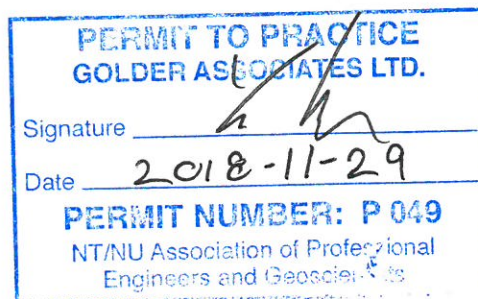 PERMIT TO PRACTICE
GOLDER ASSOCIATES LTD.
Signature
Date 2018-11-29
PERMIT NUMBER: P 049
NT/NU Association of Professional
Engineers and Geoscientists